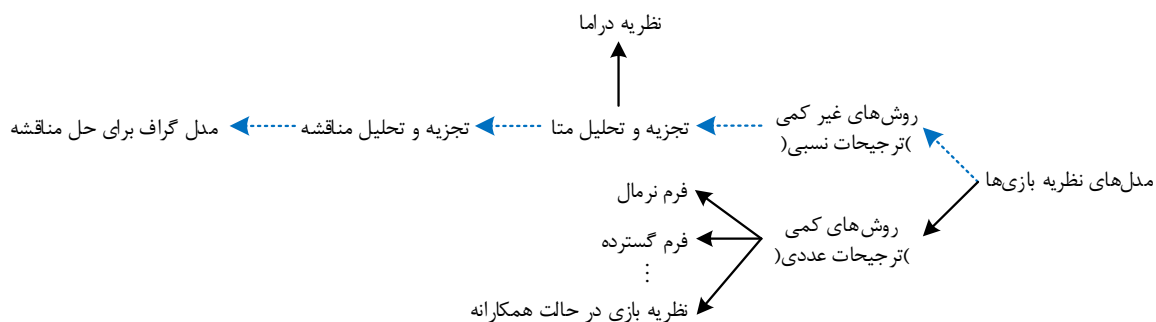 نظریه دراما
مدل‌های نظریه بازی‌ها
روش‌های غیر کمی
)ترجیحات نسبی(
تجزیه و تحلیل متا
تجزیه و تحلیل مناقشه
مدل گراف برای حل مناقشه
روش‌های کمی
)ترجیحات عددی(
فرم نرمال
فرم گسترده
⋮
نظریه بازی در حالت همکارانه